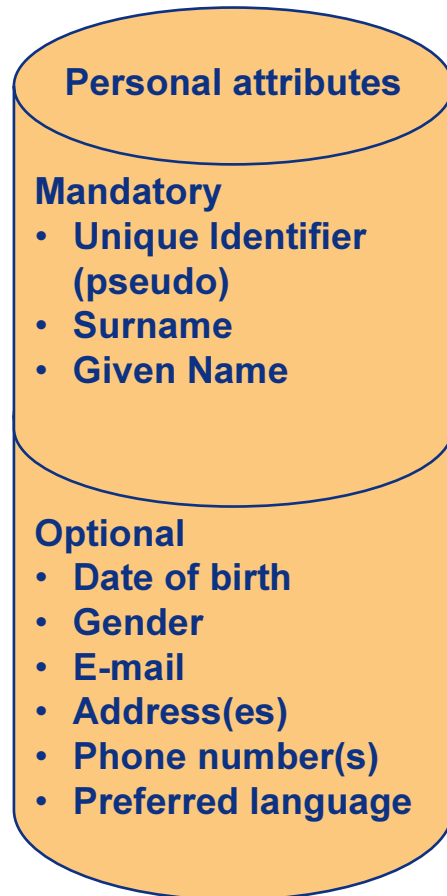 Personal attributes
Mandatory
• Unique Identifier
(pseudo)
• Surname
• Given Name
Optional
• Date of birth
• Gender
• E-mail
• Address(es)
• Phone number(s)
• Preferred language